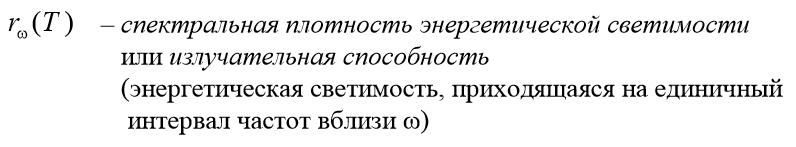 r_ω(T) – спектральная плотность энергетической светимости
или излучательная способность
(энергетическая светимость, приходящаяся на единичный
интервал частот вблизи ω)